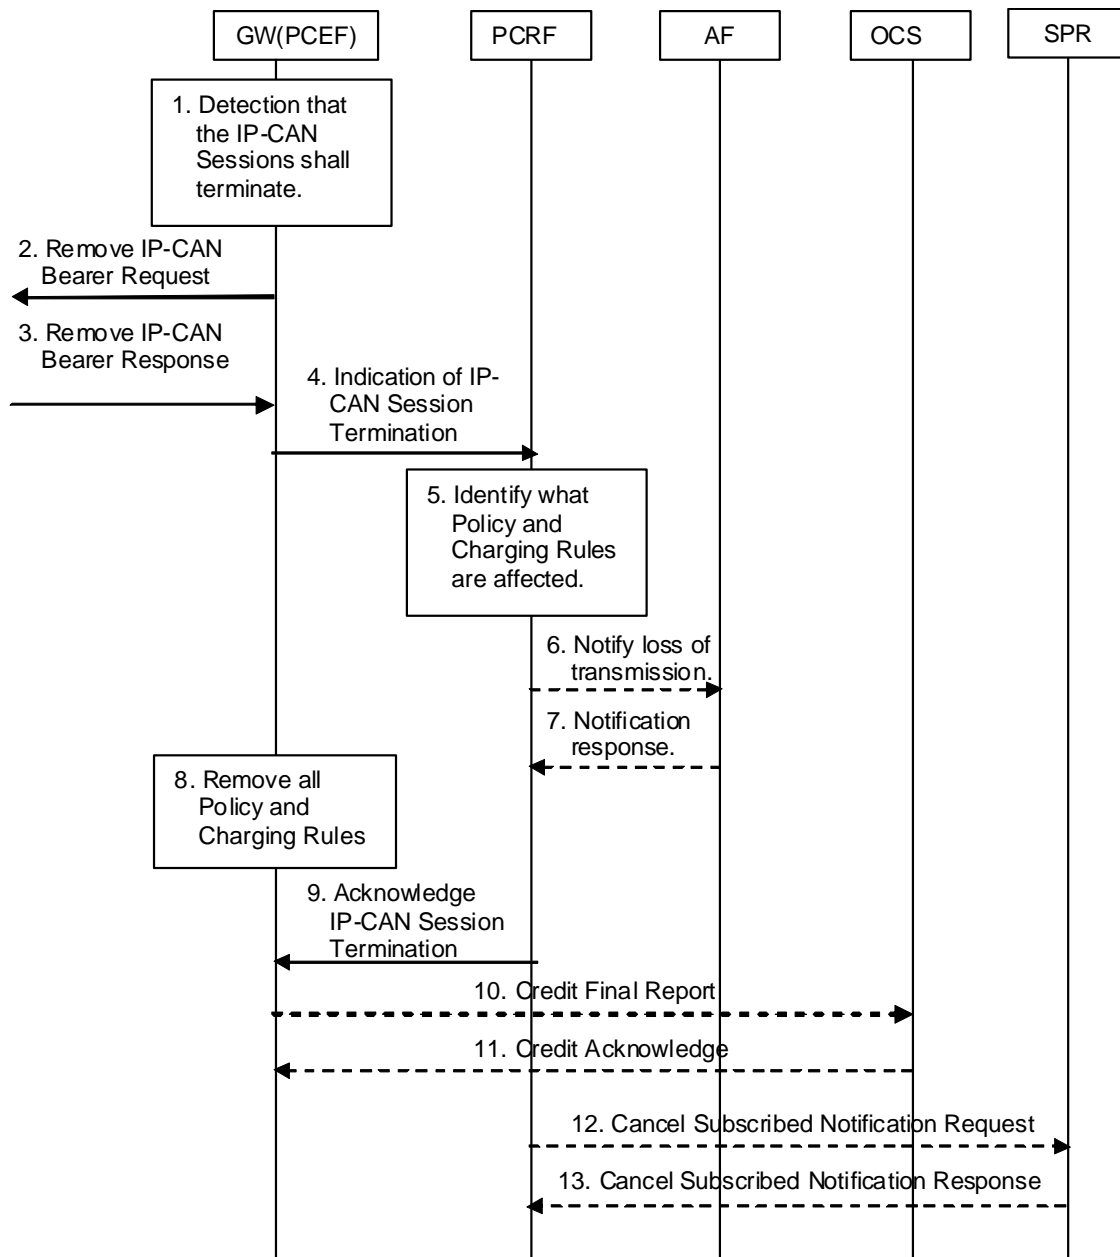 GW(PCEF)
PCRF
AF
OCS
SPR
1. Detection that
the IP-CAN
Sessions shall
terminate.
2. Remove IP-CAN
Bearer Request
3. Remove IP-CAN
Bearer Response
4. Indication of IP-
CAN Session
Termination
5. Identify what
Policy and
Charging Rules
are affected.
6. Notify loss of
transmission.
7. Notification
response.
8. Remove all
Policy and
Charging Rules
9. Acknowledge
IP-CAN Session
Termination
10. Credit Final Report
11. Credit Acknowledge
12. Cancel Subscribed Notification Request
13. Cancel Subscribed Notification Response